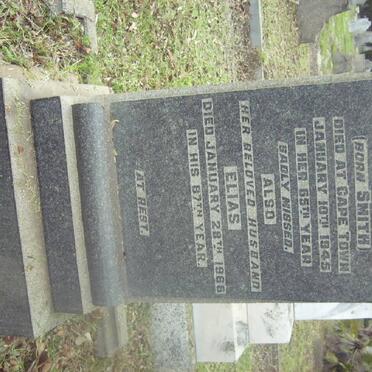 (BORN SMITH)
DIED AT CAPE TOWN
JANUARY 10TH 1945
IN HER 65TH YEAR
SADLY MISSED.
ALSO
HER BELOVED HUSBAND
ELIAS
DIED JANUARY 28TH 1966
IN HIS 87TH YEAR.
AT REST.